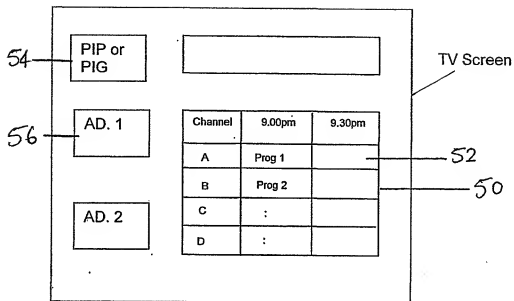 54
PIP or
PIG
TV Screen
56
AD. 1
Channel 9.00pm 9.30pm
A Prog 1
52
B Prog 2
50
C :
D :
AD. 2